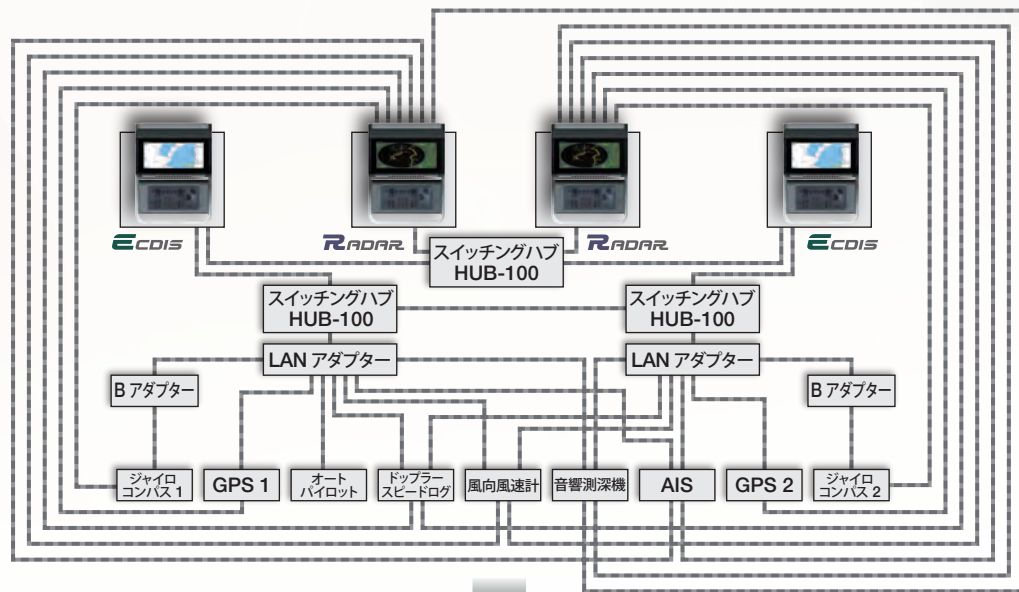 ECDIS
RADAR
RADAR
ECDIS
スイッチングハブ
HUB-100
スイッチングハブ
HUB-100
スイッチングハブ
HUB-100
LAN アダプター
LAN アダプター
B アダプター
B アダプター
ジャイロ
コンパス 1
GPS 1
オート
パイロット
ドップラー
スピードログ
風向風速計
音響測深機
AIS
GPS 2
ジャイロ
コンパス 2